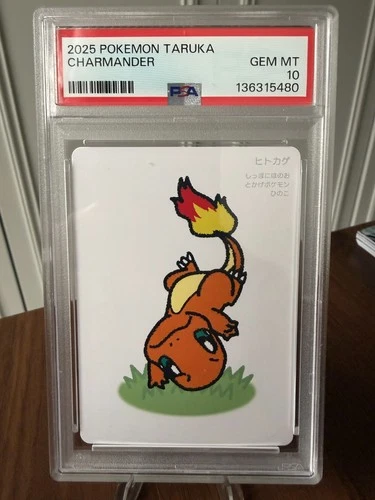 2025 POKEMON TARUKA
CHARMANDER
GEM MT
10
136315480
PSA
ヒトカゲ
しっぽにほのお
とかげポケモン
ひのこ